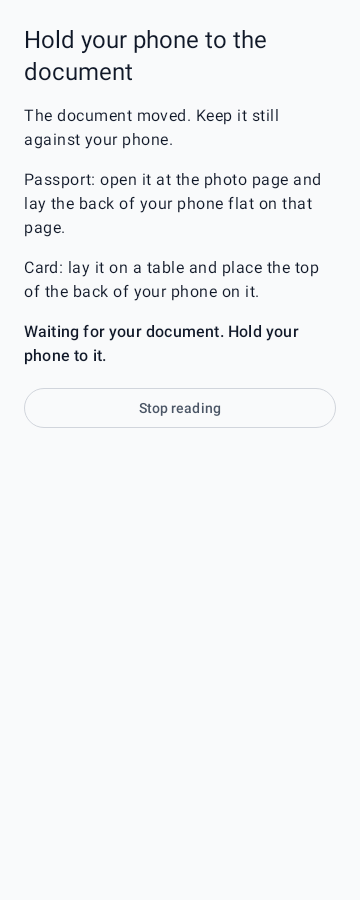 Hold your phone to the
document
The document moved. Keep it still
against your phone.
Passport: open it at the photo page and
lay the back of your phone flat on that
page.
Card: lay it on a table and place the top
of the back of your phone on it.
Waiting for your document. Hold your
phone to it.
Stop reading